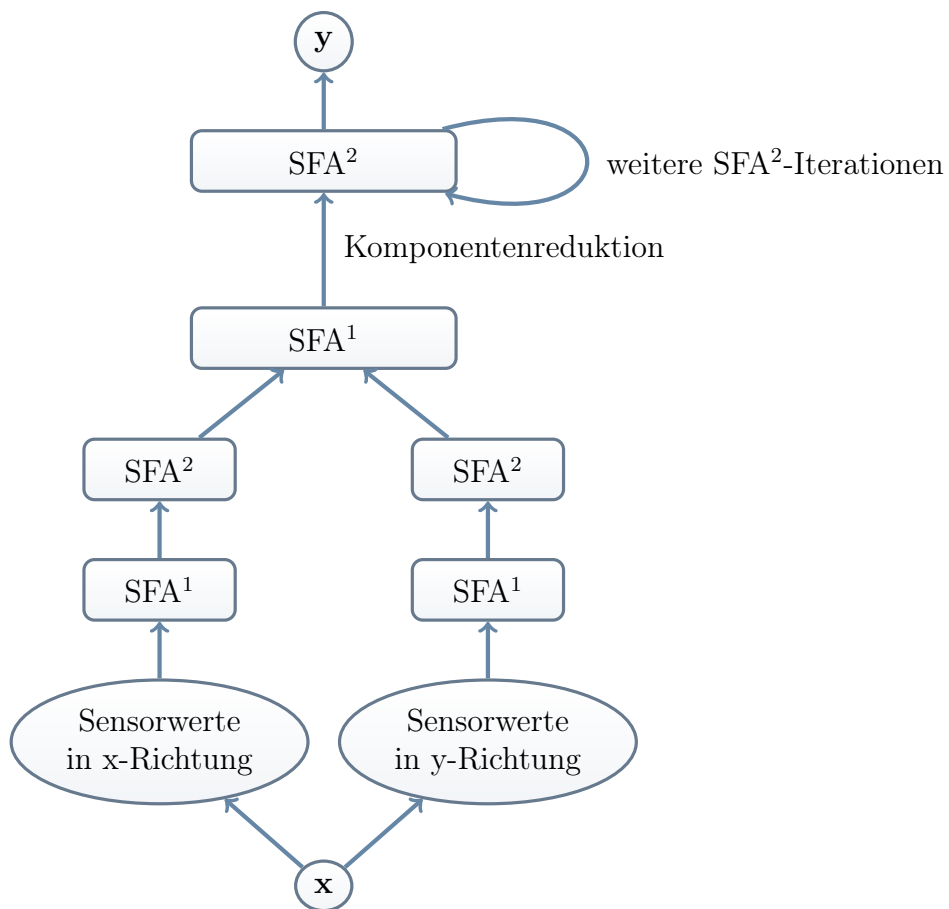 y
SFA²
weitere SFA²-Iterationen
Komponentenreduktion
SFA¹
SFA²
SFA²
SFA¹
SFA¹
Sensorwerte
in x-Richtung
Sensorwerte
in y-Richtung
x